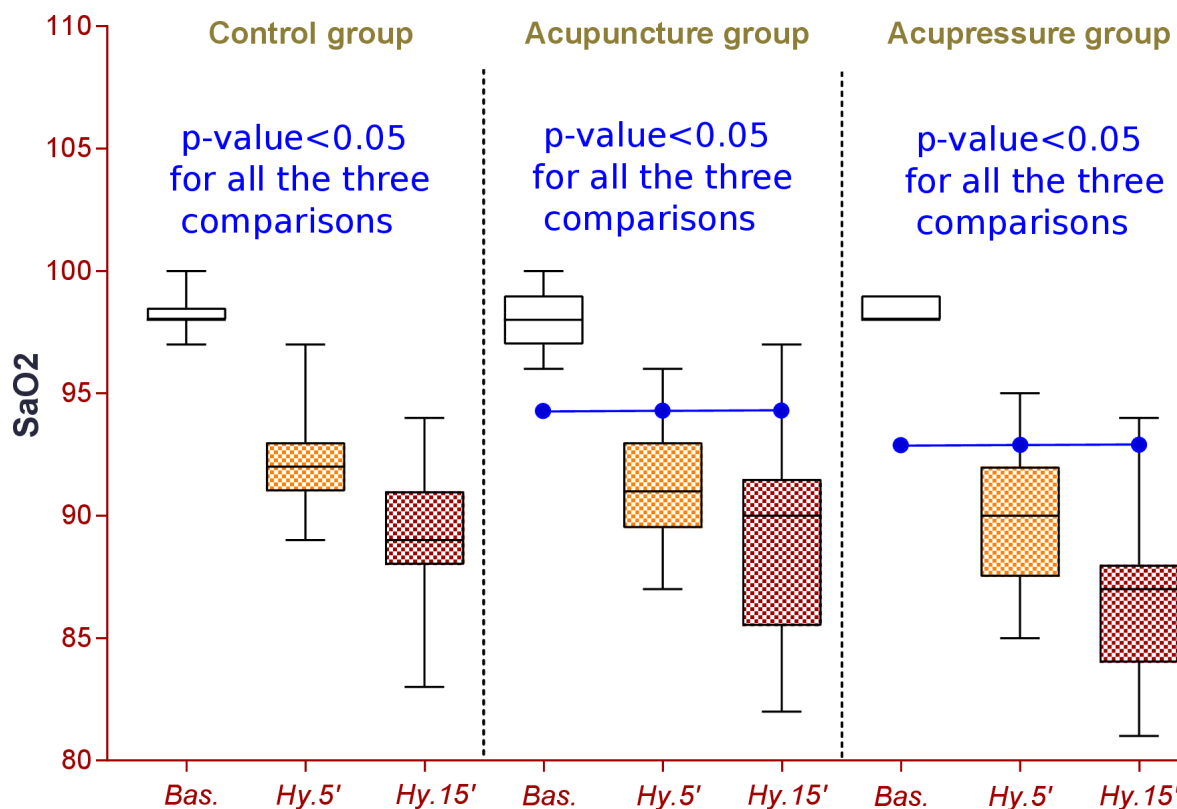 110
Control group
Acupuncture group
Acupressure group
105
p-value<0.05
for all the three
comparisons
p-value<0.05
for all the three
comparisons
p-value<0.05
for all the three
comparisons
100
95
90
85
80
SaO2
Bas.
Hy.5'
Hy.15'
Bas.
Hy.5'
Hy.15'
Bas.
Hy.5'
Hy.15'